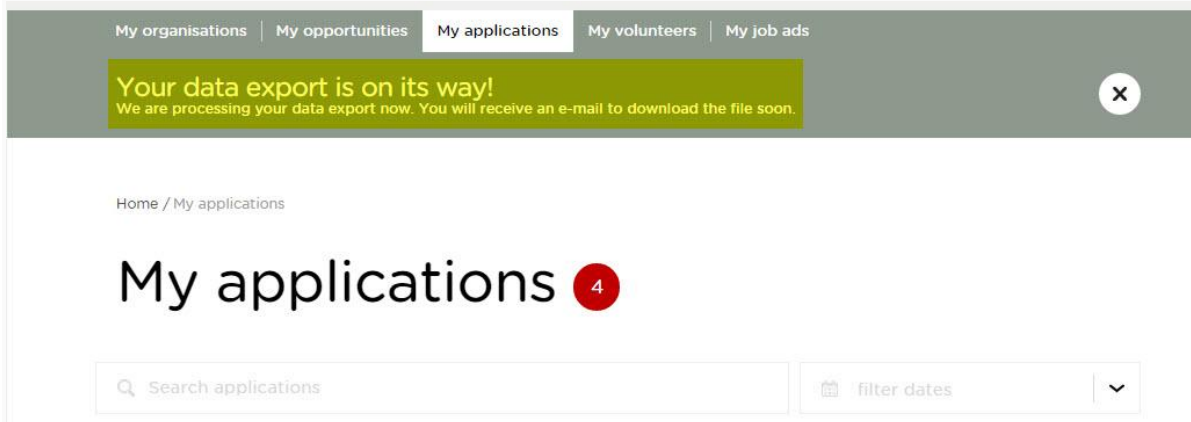 My organisations My opportunities My applications My volunteers My job ads
Your data export is on its way!
We are processing your data export now. You will receive an e-mail to download the file soon.
Home / My applications
My applications 4
Search applications filter dates